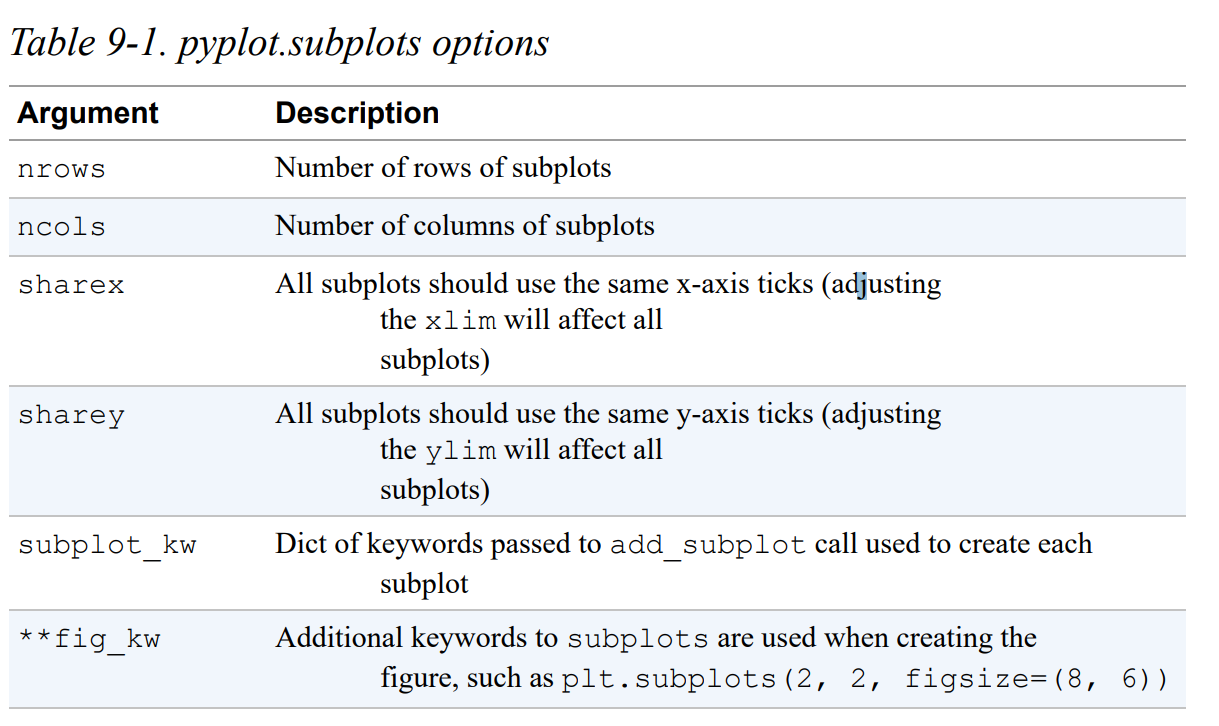 Table 9-1. pyplot.subplots options
Argument Description
nrows Number of rows of subplots
ncols Number of columns of subplots
sharex All subplots should use the same x-axis ticks (adjusting
the xlim will affect all
subplots)
sharey All subplots should use the same y-axis ticks (adjusting
the ylim will affect all
subplots)
subplot_kw Dict of keywords passed to add_subplot call used to create each
subplot
**fig_kw Additional keywords to subplots are used when creating the
figure, such as plt.subplots(2, 2, figsize=(8, 6))